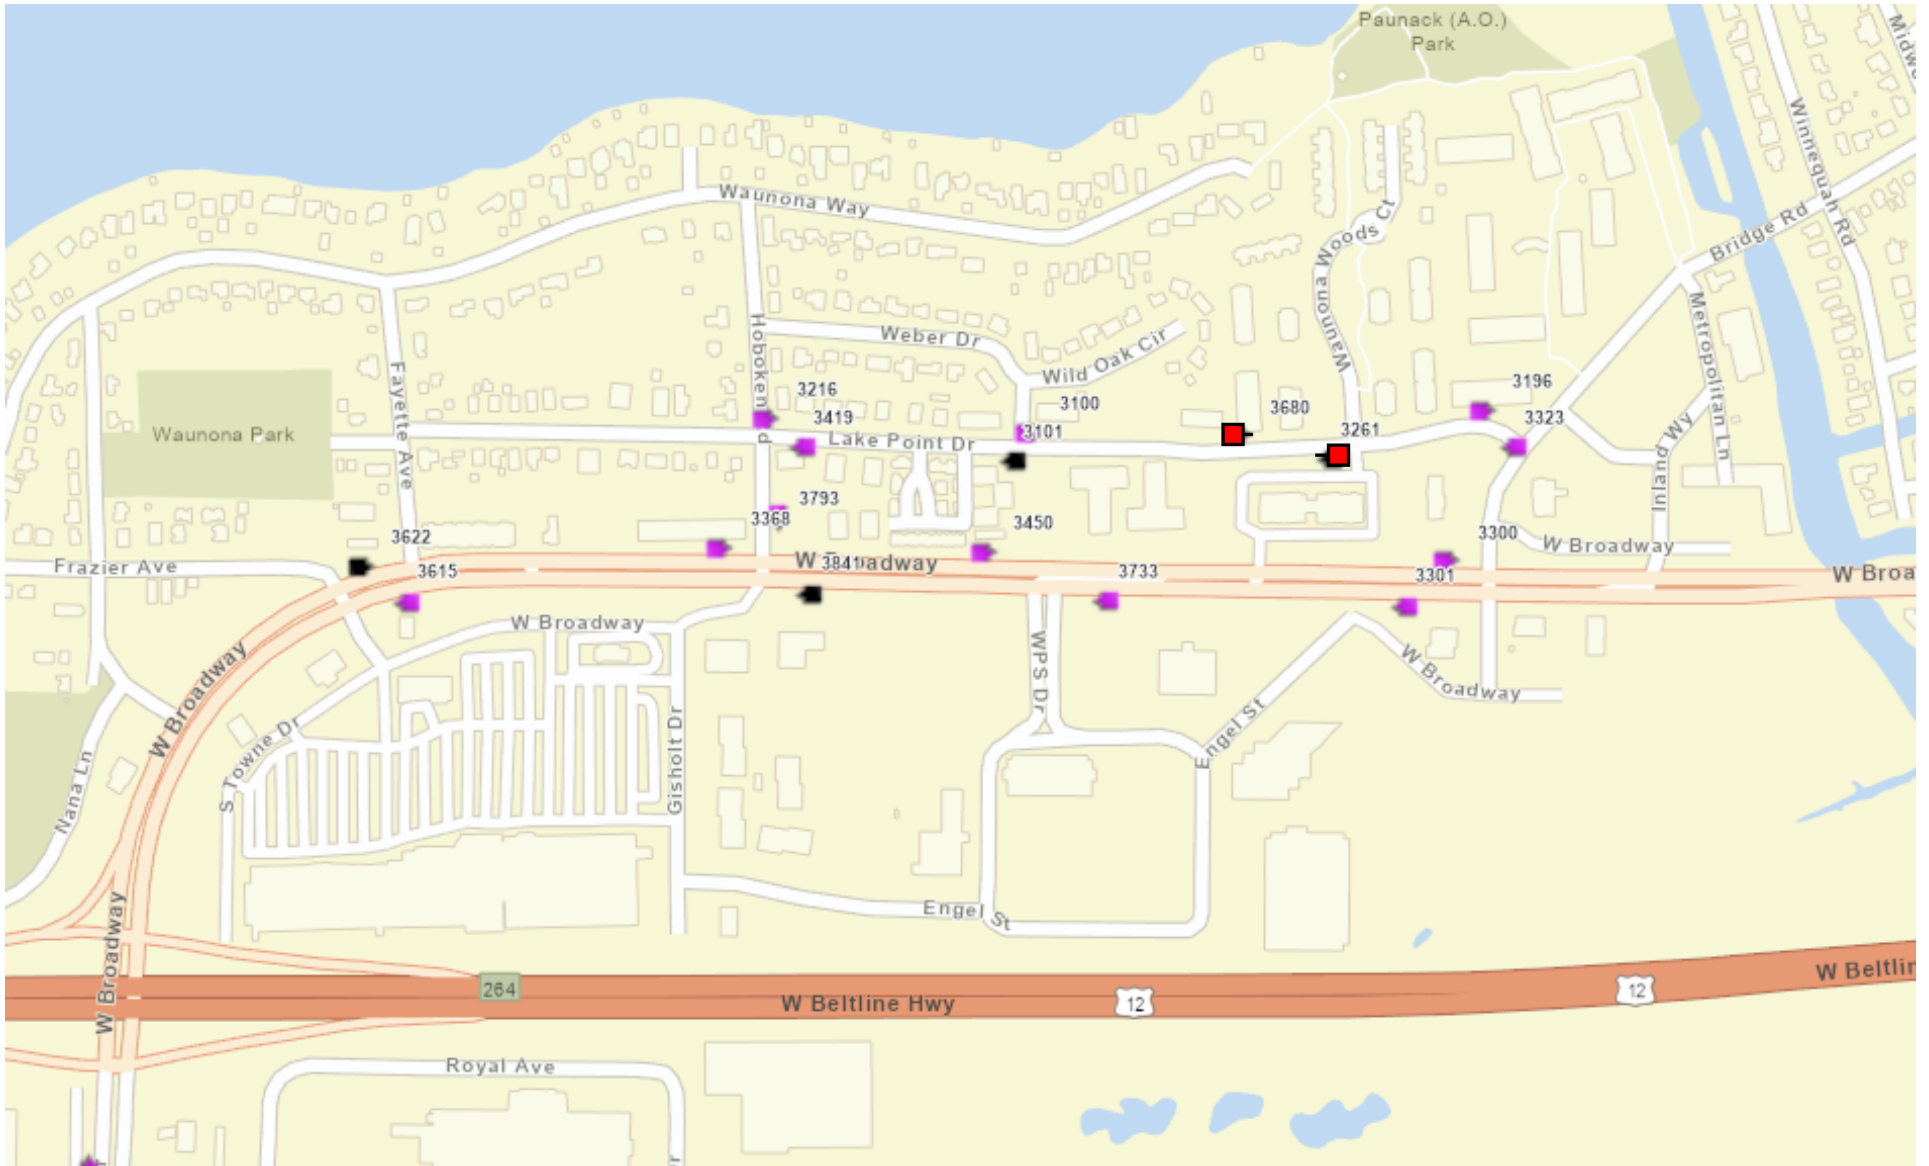 Paunack (A.O.)
Park
Midw
Winnequah Rd
Bridge Rd
Waunona Way
Waunona Woods Ct
Metropolitan Ln
Hoboken
d
Weber Dr
Wild Oak Cir
Fayette Ave
3216
3196
3100
3680
3419
3323
3101
3261
Waunona Park
Lake Point Dr
Inland Wy
3793
3368
3450
3622
3300
W Broadway
Frazier Ave
W B
3841
adway
3615
3733
3301
W Broa
W Broadway
W Broadway
WPS Dr
W Broadway
S Towne Dr
Gisholt Dr
Engel St
Nana Ln
Engel St
W Broadway
264
W Beltline Hwy
12
12
W Beltlin
Royal Ave